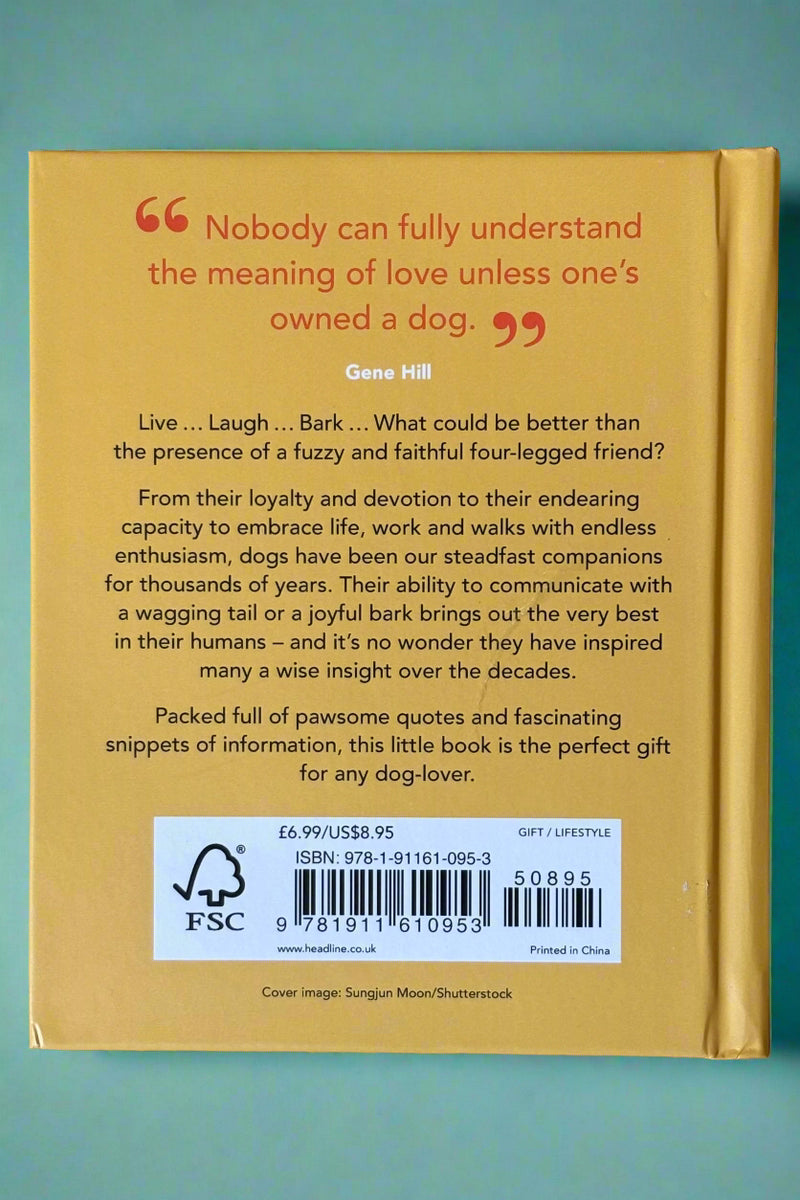 “ Nobody can fully understand
the meaning of love unless one’s
owned a dog. ”
Gene Hill
Live … Laugh … Bark … What could be better than
the presence of a fuzzy and faithful four-legged friend?
From their loyalty and devotion to their endearing
capacity to embrace life, work and walks with endless
enthusiasm, dogs have been our steadfast companions
for thousands of years. Their ability to communicate with
a wagging tail or a joyful bark brings out the very best
in their humans – and it’s no wonder they have inspired
many a wise insight over the decades.
Packed full of pawsome quotes and fascinating
snippets of information, this little book is the perfect gift
for any dog-lover.
£6.99/US$8.95
GIFT / LIFESTYLE
ISBN: 978-1-91161-095-3
50895
®
FSC
9 781911 610953
www.headline.co.uk
Printed in China
Cover image: Sungjun Moon/Shutterstock